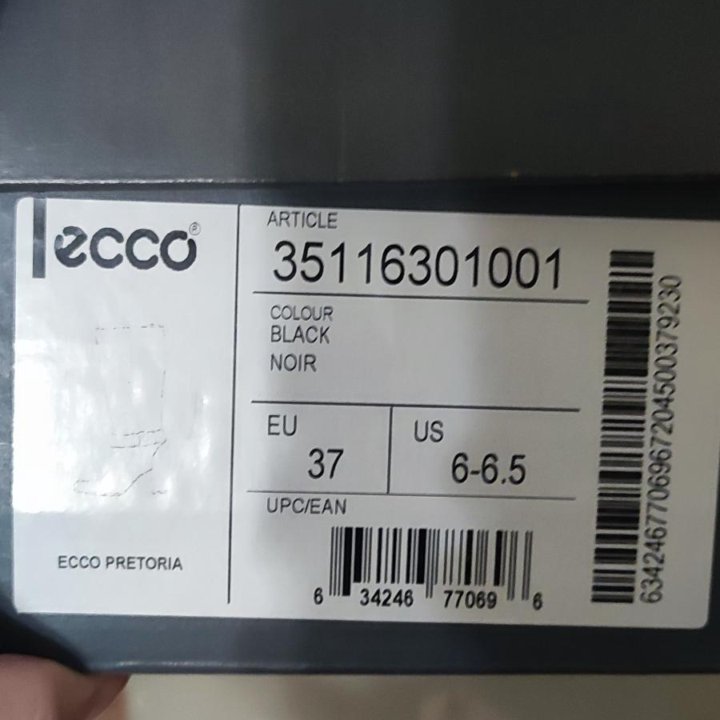 ecco®
ARTICLE
35116301001
COLOUR
BLACK
NOIR
EU
37
US
6-6.5
UPC/EAN
6 34246 77069 6
ECCO PRETORIA
6342467706967204500379230